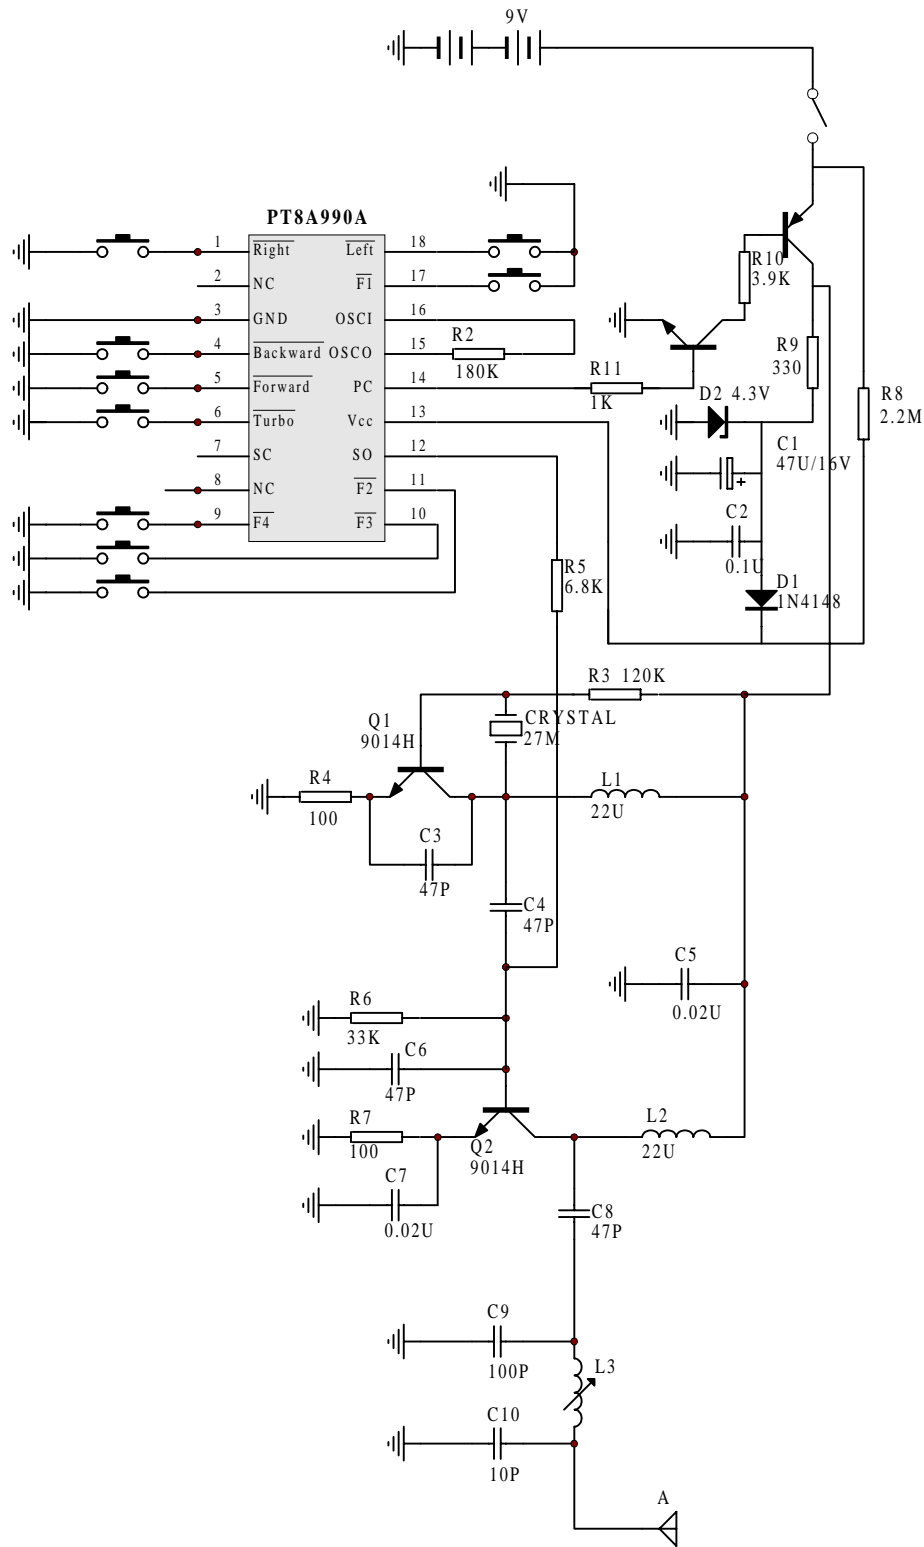 9V
PT8A990A
1 Right Left 18
2 NC F1 17
3 GND OSCI 16
4 Backward OSCO 15
5 Forward PC 14
6 Turbo Vcc 13
7 SC SO 12
8 NC F2 11
9 F4 F3 10
R10
3.9K
R2
180K
R11
1K
R9
330
D2 4.3V
R8
2.2M
C1
47U/16V
C2
0.1U
R5
6.8K
D1
1N4148
R3 120K
Q1
9014H
CRYSTAL
27M
R4
100
L1
22U
C3
47P
C4
47P
C5
0.02U
R6
33K
C6
47P
R7
100
Q2
9014H
L2
22U
C7
0.02U
C8
47P
C9
100P
L3
C10
10P
A